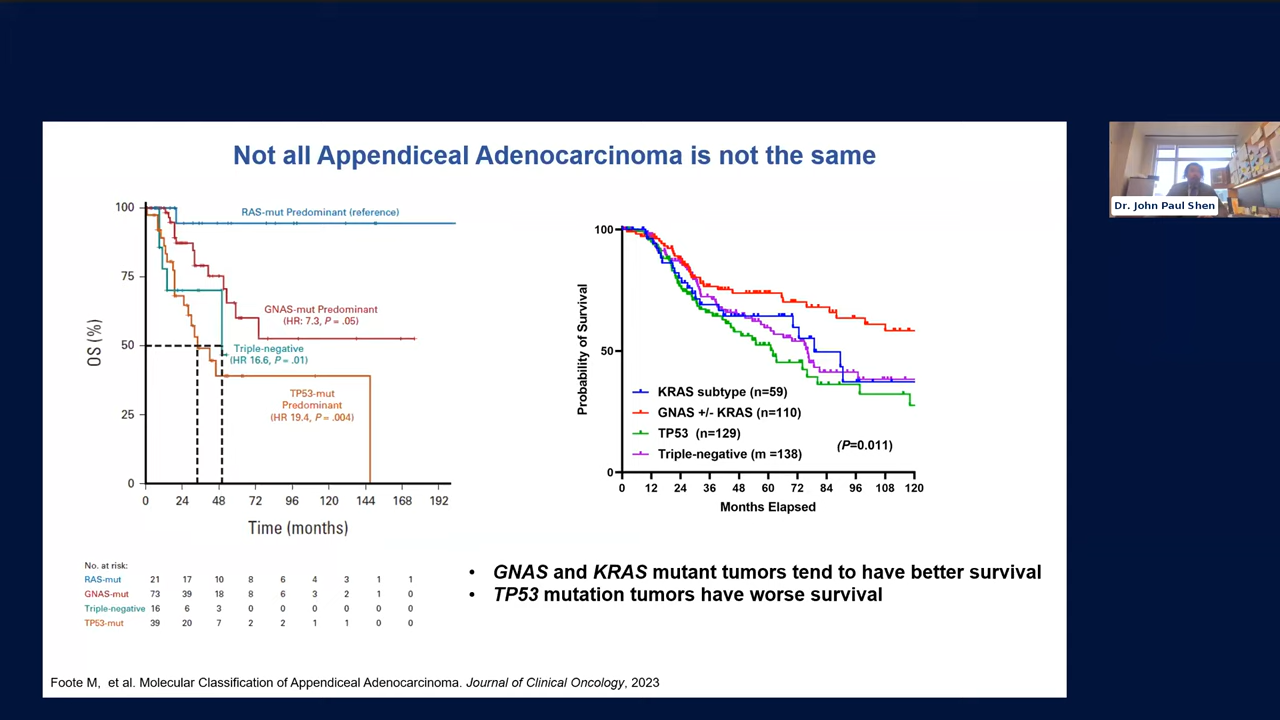 Not all Appendiceal Adenocarcinoma is not the same
Dr. John Paul Shen
OS (%)
100
75
50
25
0
RAS-mut Predominant (reference)
GNAS-mut Predominant
(HR: 7.3, P = .05)
Triple-negative
(HR 16.6, P = .01)
TP53-mut
Predominant
(HR 19.4, P = .004)
0 24 48 72 96 120 144 168 192
Time (months)
No. at risk:
RAS-mut 21 17 10 8 6 4 3 1 1
GNAS-mut 73 39 18 8 6 3 2 1 0
Triple-negative 16 6 3 0 0 0 0 0 0
TP53-mut 39 20 7 2 2 1 1 0 0
Probability of Survival
100
50
0
KRAS subtype (n=59)
GNAS +/- KRAS (n=110)
TP53 (n=129)
Triple-negative (m =138)
(P=0.011)
0 12 24 36 48 60 72 84 96 108 120
Months Elapsed
• GNAS and KRAS mutant tumors tend to have better survival
• TP53 mutation tumors have worse survival
Foote M, et al. Molecular Classification of Appendiceal Adenocarcinoma. Journal of Clinical Oncology, 2023